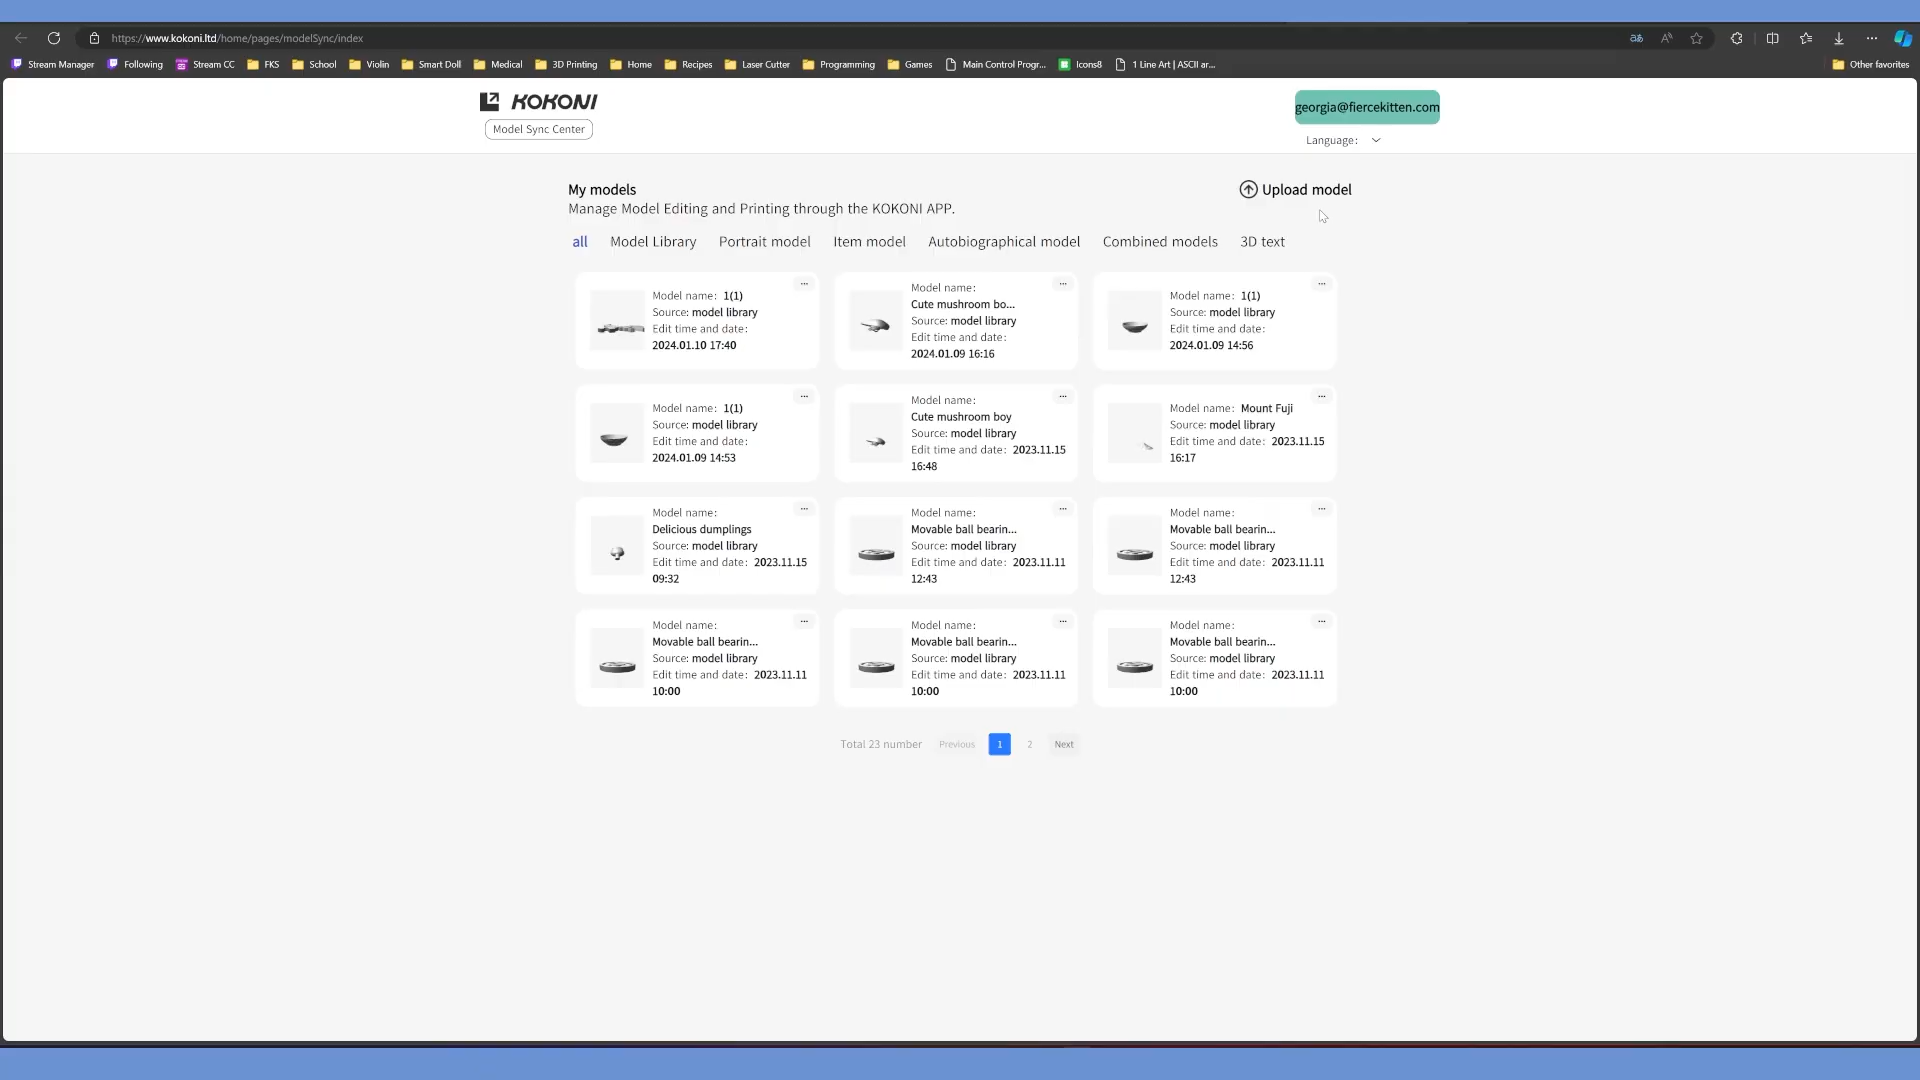 https://www.kokoni.ltd/home/pages/modelSync/index
Stream Manager Following Stream CC FKS School Violin Smart Doll Medical 3D Printing Home Recipes Laser Cutter Programming Games Main Control Progr... Icons8 1 Line Art | ASCII ar... Other favorites
KOKONI
georgia@fiercekitten.com
Model Sync Center
Language:
My models
Upload model
Manage Model Editing and Printing through the KOKONI APP.
all Model Library Portrait model Item model Autobiographical model Combined models 3D text
Model name: 1(1)
Source: model library
Edit time and date:
2024.01.10 17:40
Model name:
Cute mushroom bo...
Source: model library
Edit time and date:
2024.01.09 16:16
Model name: 1(1)
Source: model library
Edit time and date:
2024.01.09 14:56
Model name: 1(1)
Source: model library
Edit time and date:
2024.01.09 14:53
Model name:
Cute mushroom boy
Source: model library
Edit time and date: 2023.11.15
16:48
Model name: Mount Fuji
Source: model library
Edit time and date: 2023.11.15
16:17
Model name:
Delicious dumplings
Source: model library
Edit time and date: 2023.11.15
09:32
Model name:
Movable ball bearin...
Source: model library
Edit time and date: 2023.11.11
12:43
Model name:
Movable ball bearin...
Source: model library
Edit time and date: 2023.11.11
12:43
Model name:
Movable ball bearin...
Source: model library
Edit time and date: 2023.11.11
10:00
Model name:
Movable ball bearin...
Source: model library
Edit time and date: 2023.11.11
10:00
Model name:
Movable ball bearin...
Source: model library
Edit time and date: 2023.11.11
10:00
Total 23 number Previous 1 2 Next